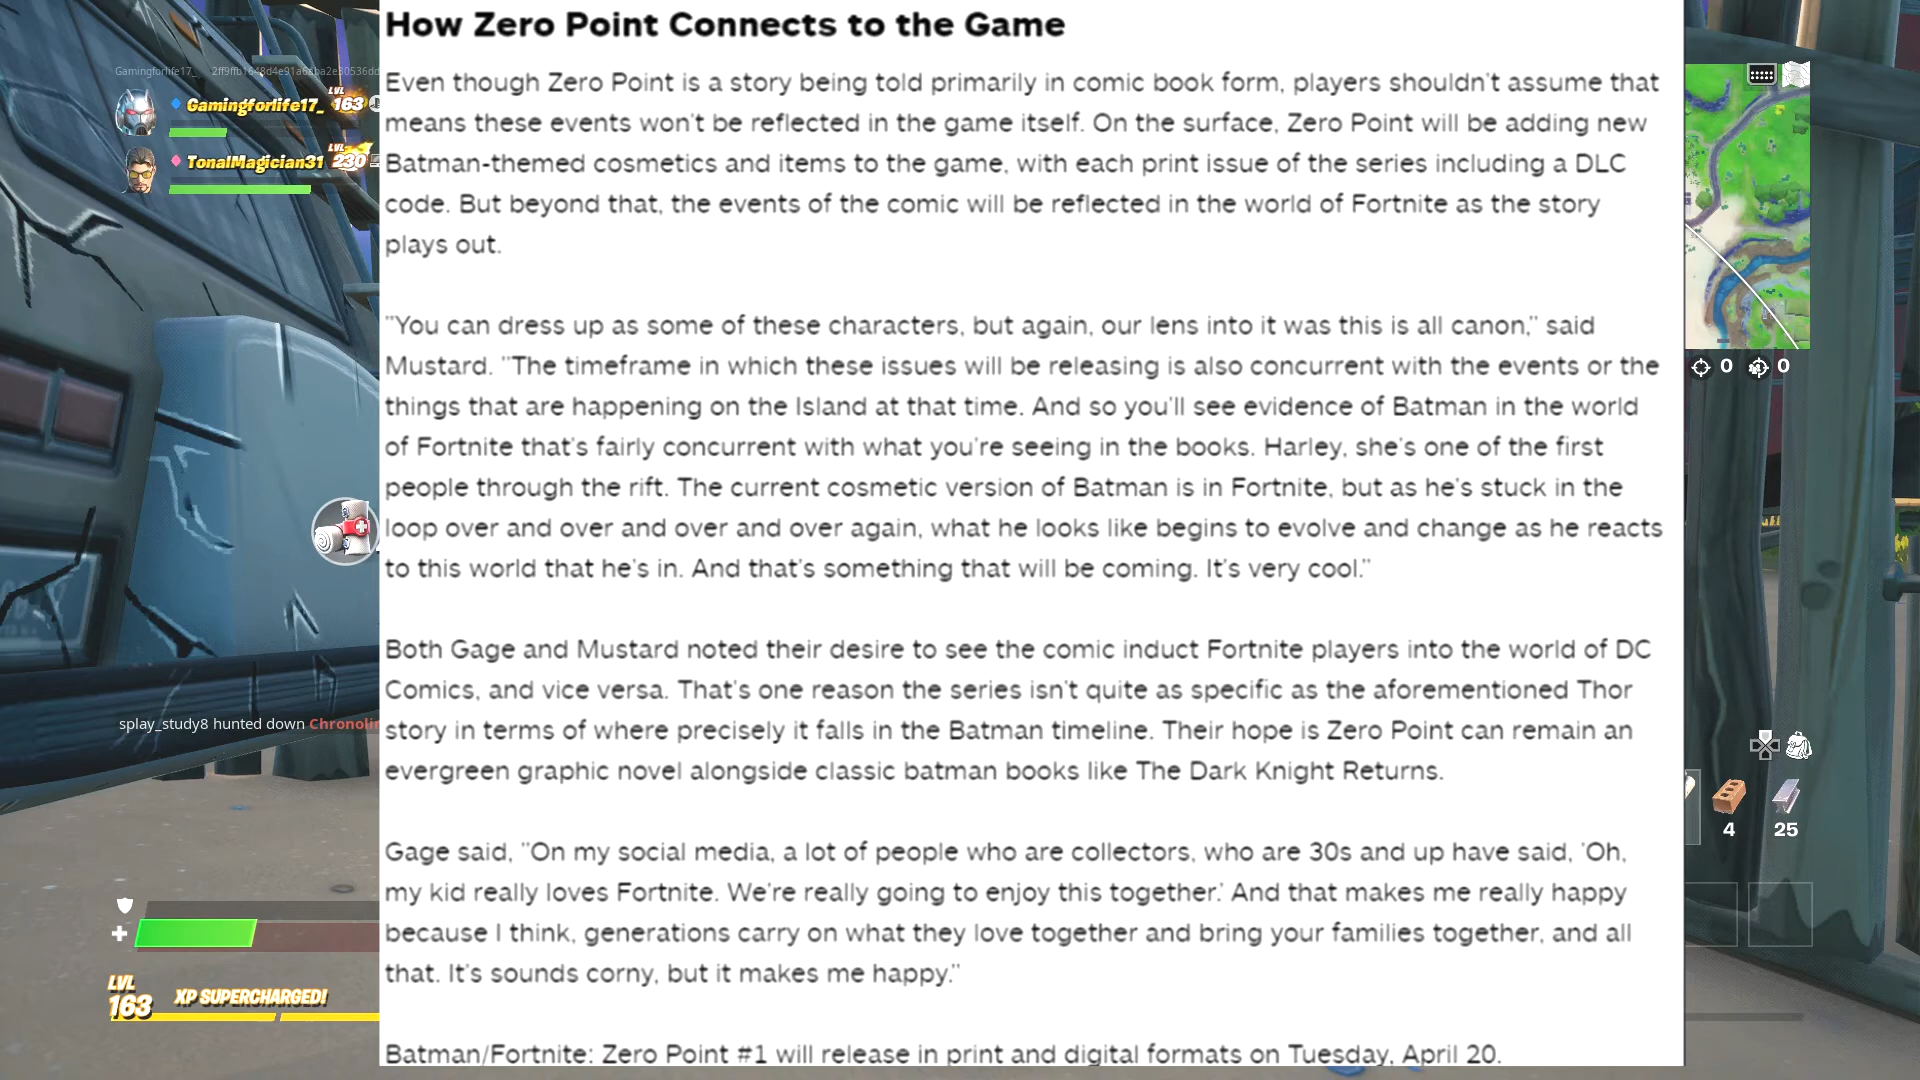 How Zero Point Connects to the Game
Even though Zero Point is a story being told primarily in comic book form, players shouldn't assume that
means these events won't be reflected in the game itself. On the surface, Zero Point will be adding new
Batman-themed cosmetics and items to the game, with each print issue of the series including a DLC
code. But beyond that, the events of the comic will be reflected in the world of Fortnite as the story
plays out.
"You can dress up as some of these characters, but again, our lens into it was this is all canon," said
Mustard. "The timeframe in which these issues will be releasing is also concurrent with the events or the
things that are happening on the Island at that time. And so you'll see evidence of Batman in the world
of Fortnite that's fairly concurrent with what you're seeing in the books. Harley, she's one of the first
people through the rift. The current cosmetic version of Batman is in Fortnite, but as he's stuck in the
loop over and over and over and over again, what he looks like begins to evolve and change as he reacts
to this world that he's in. And that's something that will be coming. It's very cool."
Both Gage and Mustard noted their desire to see the comic induct Fortnite players into the world of DC
Comics, and vice versa. That's one reason the series isn't quite as specific as the aforementioned Thor
story in terms of where precisely it falls in the Batman timeline. Their hope is Zero Point can remain an
evergreen graphic novel alongside classic batman books like The Dark Knight Returns.
Gage said, "On my social media, a lot of people who are collectors, who are 30s and up have said, 'Oh,
my kid really loves Fortnite. We're really going to enjoy this together.' And that makes me really happy
because I think, generations carry on what they love together and bring your families together, and all
that. It's sounds corny, but it makes me happy."
Batman/Fortnite: Zero Point #1 will release in print and digital formats on Tuesday, April 20.
Gamingforlife17_
Gamingforlife17_ LVL 163
TonalMagician31 LVL 230
splay_study8 hunted down
LVL
163 XP SUPERCHARGED!
0 0
4 25